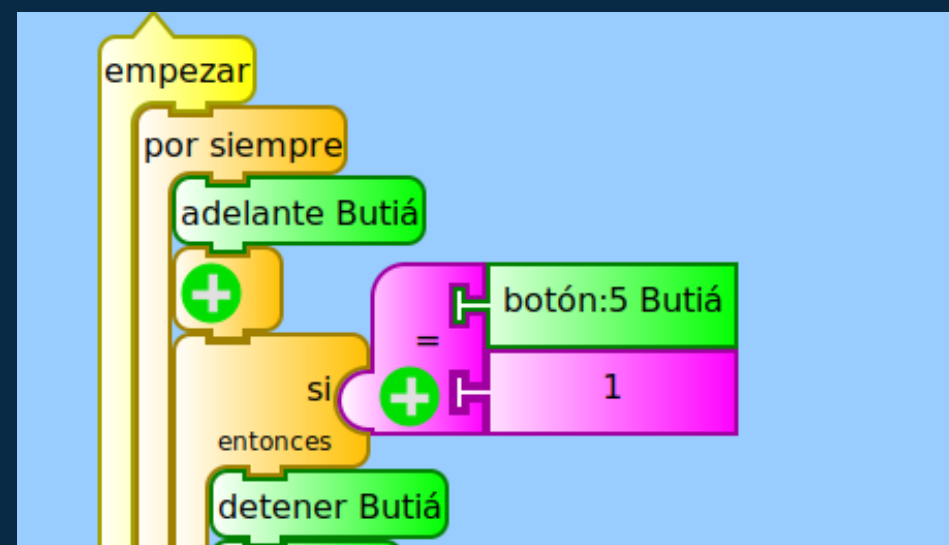 empezar
por siempre
adelante Butiá
botón:5 Butiá
=
1
si
entonces
detener Butiá